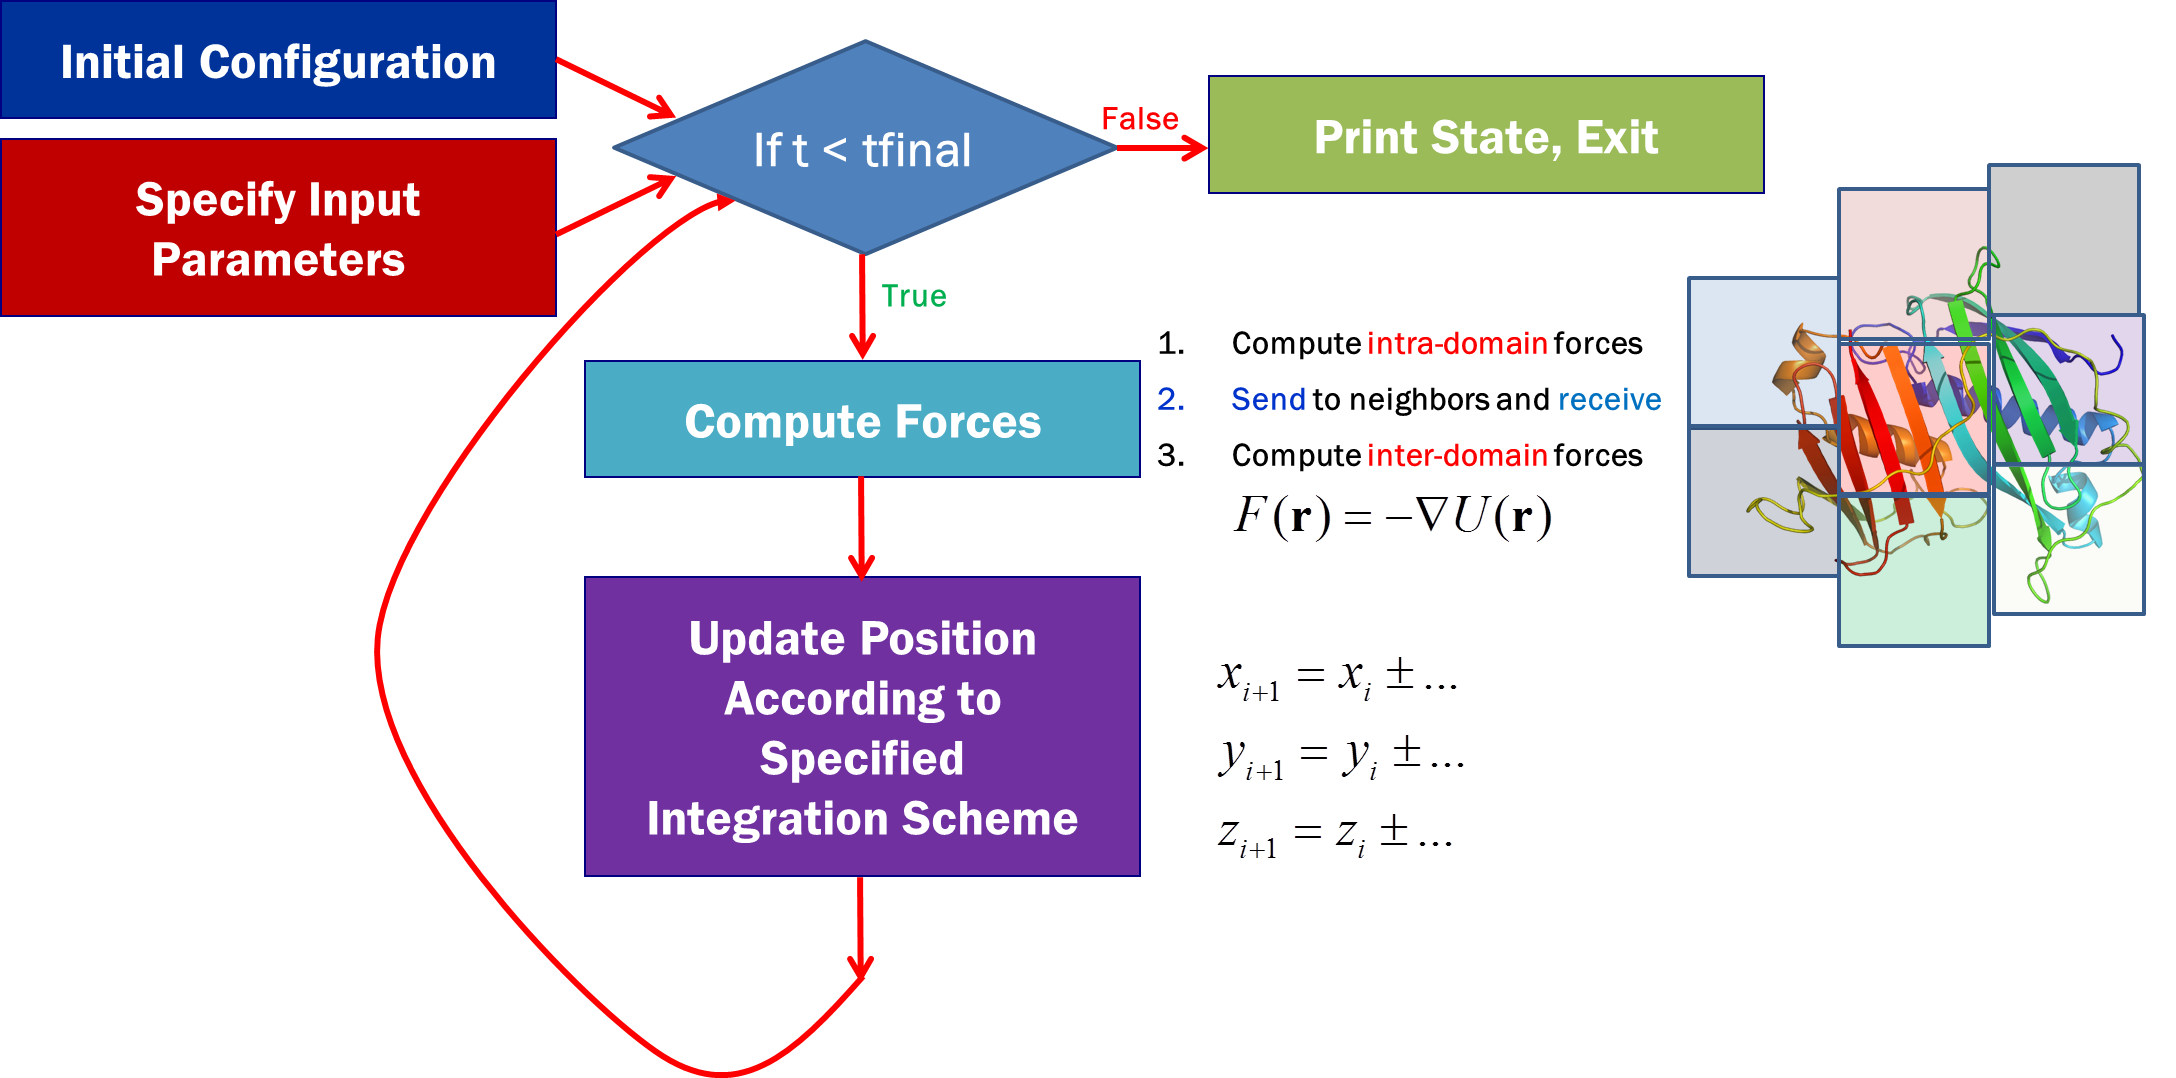 Initial Configuration
Specify Input
Parameters
If t < tfinal
False
Print State, Exit
True
Compute Forces
1. Compute intra-domain forces
2. Send to neighbors and receive
3. Compute inter-domain forces
F(r) = −∇U(r)
Update Position
According to
Specified
Integration Scheme
x_{i+1} = x_i ± ...
y_{i+1} = y_i ± ...
z_{i+1} = z_i ± ...